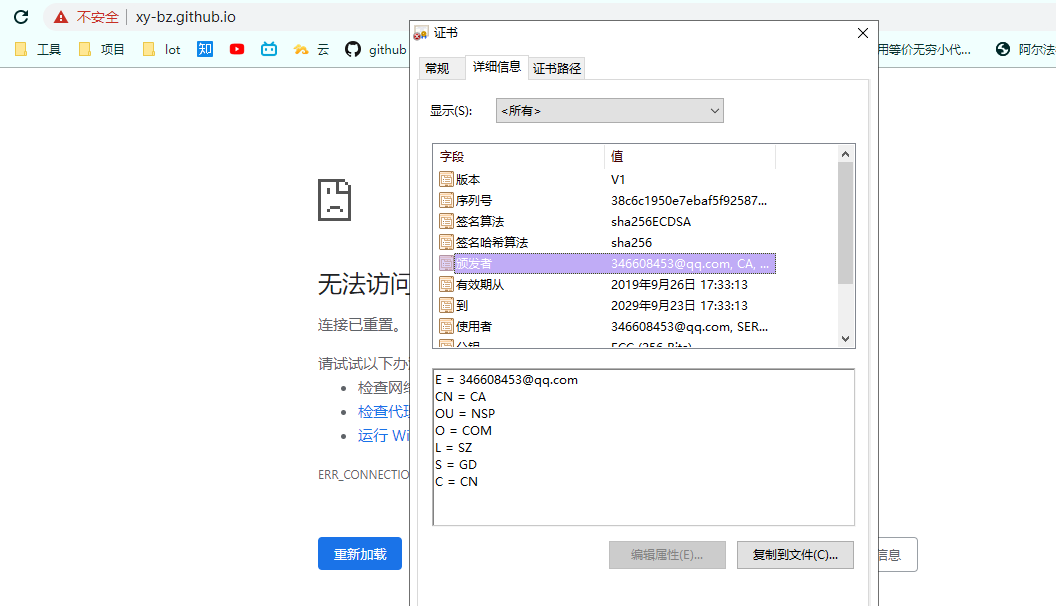 不安全 xy-bz.github.io
工具 项目 lot 知 云 github 用等价无穷小代... 阿尔法
证书
常规 详细信息 证书路径
显示(S): <所有>
字段 值
版本 V1
序列号 38c6c1950e7ebaf5f92587...
签名算法 sha256ECDSA
签名哈希算法 sha256
颁发者 346608453@qq.com, CA, ...
有效期从 2019年9月26日 17:33:13
到 2029年9月23日 17:33:13
使用者 346608453@qq.com, SER...
公钥 ECC (256 Bits)
E = 346608453@qq.com
CN = CA
OU = NSP
O = COM
L = SZ
S = GD
C = CN
编辑属性(E)... 复制到文件(C)...
无法访问
连接已重置。
请试试以下办
检查网络
检查代理
运行 Wi
ERR_CONNECTIO
重新加载 信息